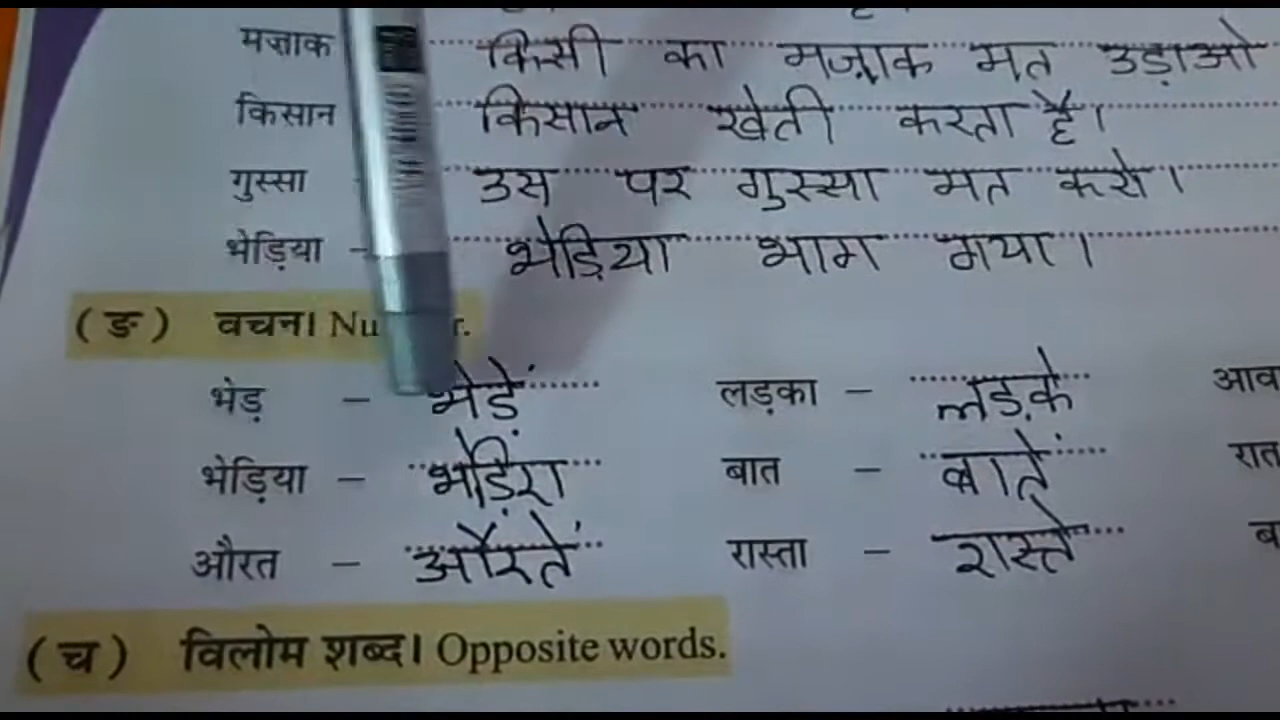 मज़ाक किसी का मज़ाक मत उड़ाओ
किसान किसान खेती करता है।
गुस्सा - उस पर गुस्सा मत करो।
भेड़िया - भेड़िया भाग गया।
(ङ) वचन। Nu r.
भेड़ - भेड़ें लड़का - लड़के आव
भेड़िया - बात - बातें रात
औरत - औरतें रास्ता - रास्ते ब
(च) विलोम शब्द। Opposite words.